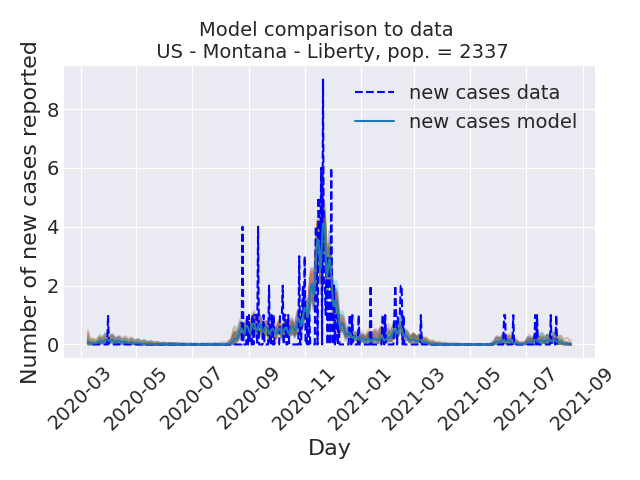 Model comparison to data
US - Montana - Liberty, pop. = 2337
Number of new cases reported
8
6
4
2
0
new cases data
new cases model
2020-03
2020-05
2020-07
2020-09
2020-11
2021-01
2021-03
2021-05
2021-07
2021-09
Day